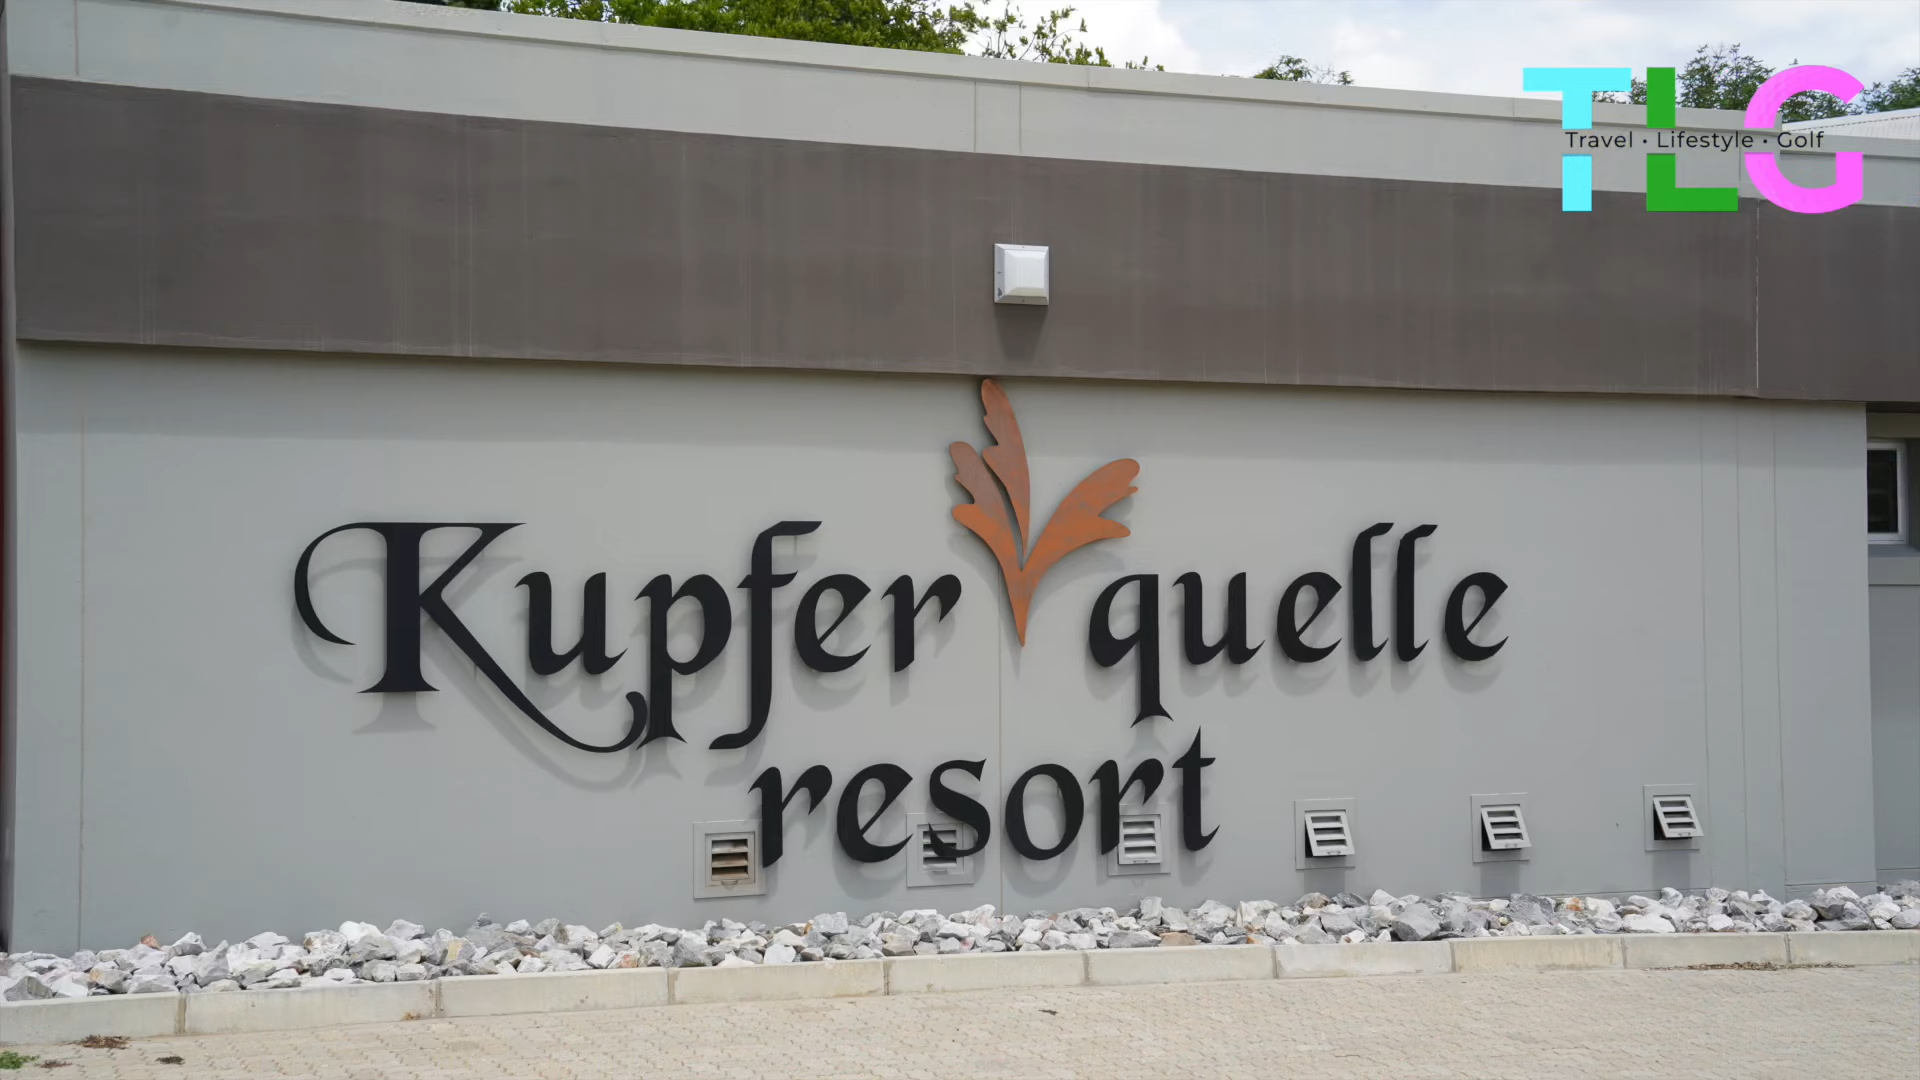 TLG
Travel • Lifestyle • Golf
Kupfer quelle
resort